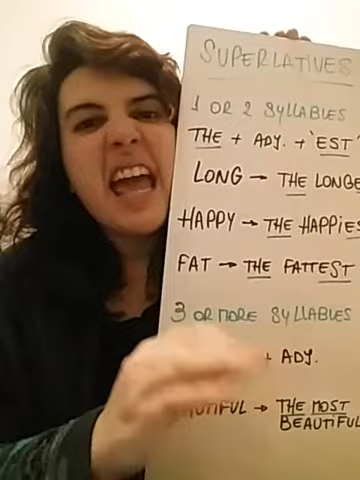 SUPERLATIVES
1 OR 2 SYLLABLES
THE + ADJ. + 'EST'
LONG → THE LONGE
HAPPY → THE HAPPIES
FAT → THE FATTEST
3 OR MORE SYLLABLES
+ ADJ.
AUTIFUL → THE MOST
BEAUTIFUL